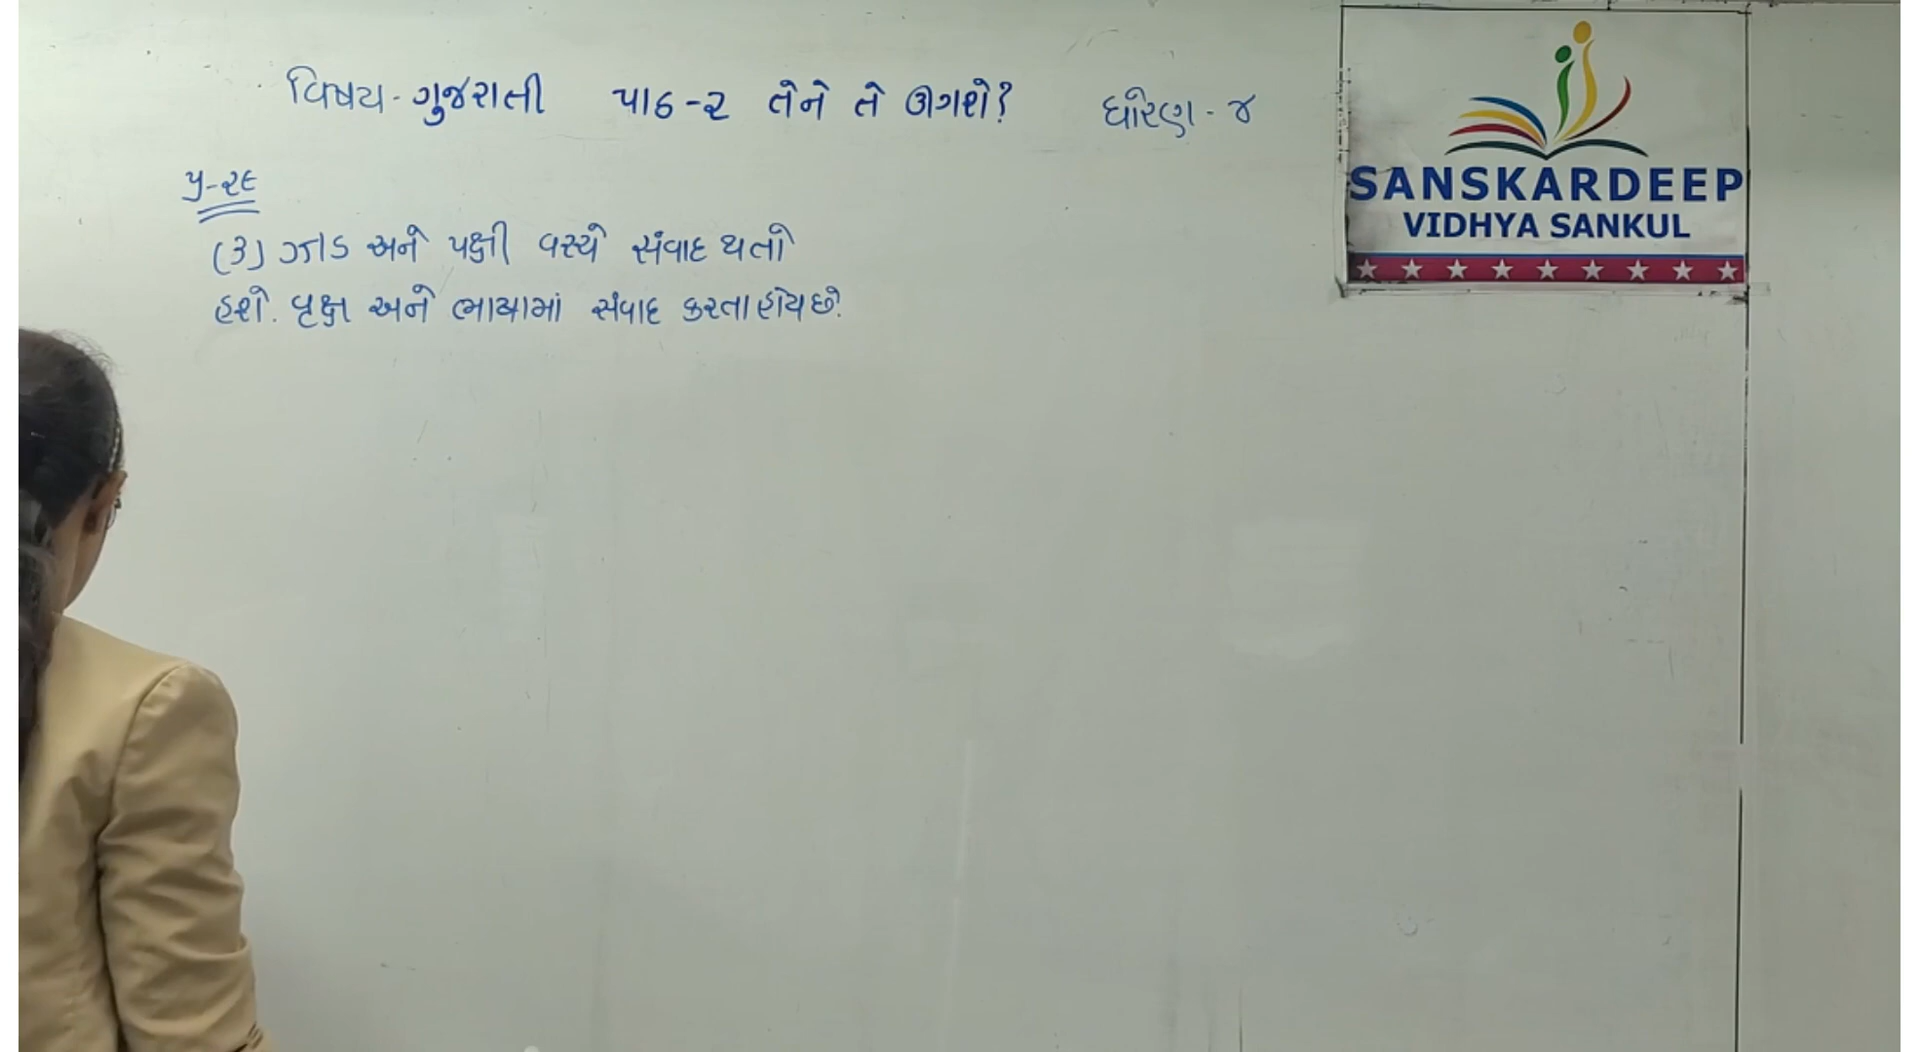 વિષય - ગુજરાતી પાઠ - ૨ તેને તે ઊગશે? ધોરણ - ૪
SANSKARDEEP
VIDHYA SANKUL
પૃ - ૨૯
(૩) ઝાડ અને પક્ષી વચ્ચે સંવાદ થતો
હશે. વૃક્ષ અને ભાષામાં સંવાદ કરતા હોય છે.